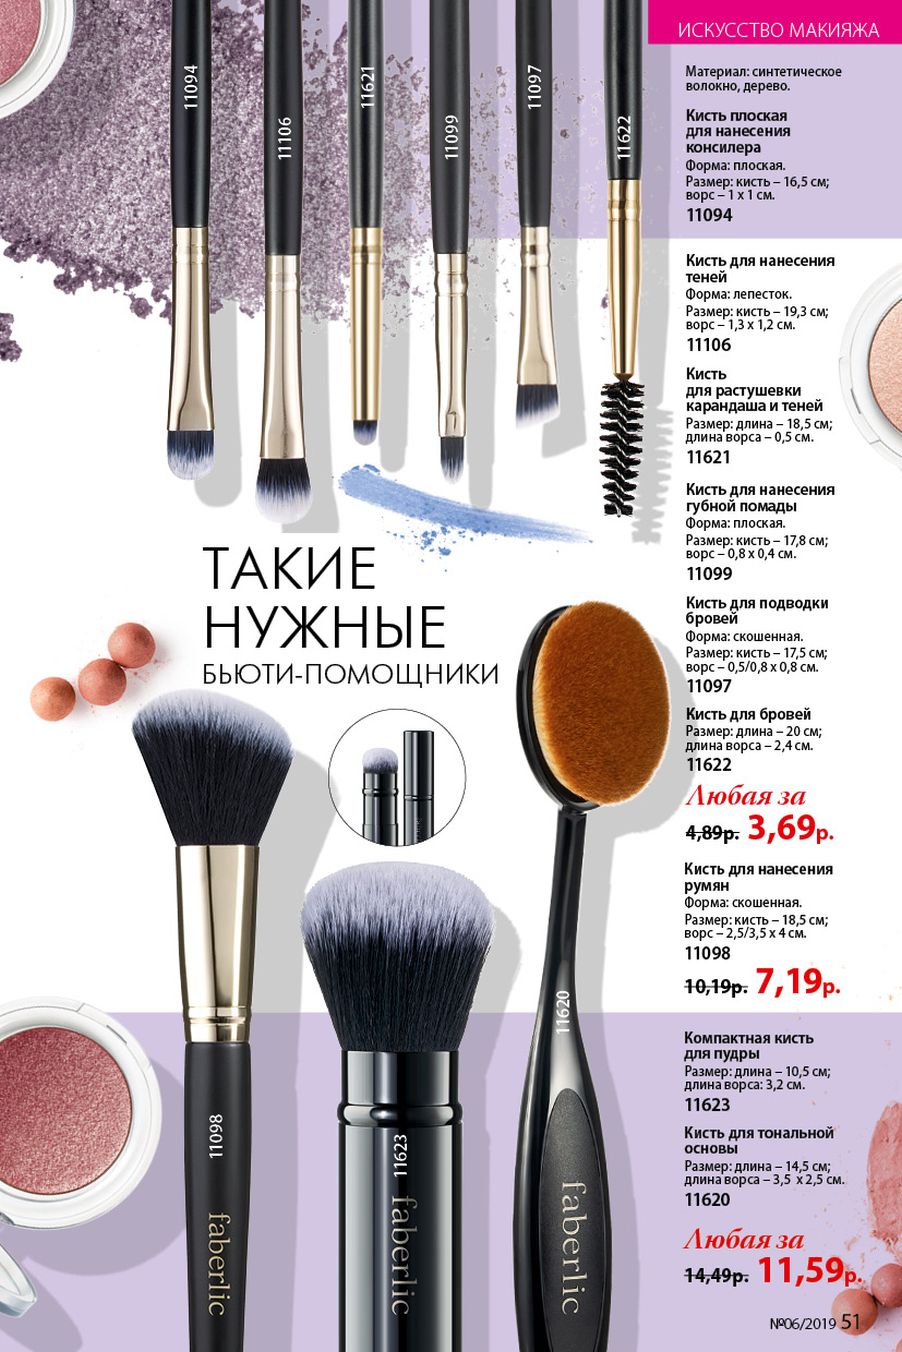 ИСКУССТВО МАКИЯЖА
11094
11106
11621
11099
11097
11622
Материал: синтетическое
волокно, дерево.
Кисть плоская
для нанесения
консилера
Форма: плоская.
Размер: кисть – 16,5 см;
ворс – 1 х 1 см.
11094
Кисть для нанесения
теней
Форма: лепесток.
Размер: кисть – 19,3 см;
ворс – 1,3 х 1,2 см.
11106
Кисть
для растушевки
карандаша и теней
Размер: длина – 18,5 см;
длина ворса – 0,5 см.
11621
Кисть для нанесения
губной помады
Форма: плоская.
Размер: кисть – 17,8 см;
ворс – 0,8 х 0,4 см.
11099
Кисть для подводки
бровей
Форма: скошенная.
Размер: кисть – 17,5 см;
ворс – 0,5/0,8 х 0,8 см.
11097
Кисть для бровей
Размер: длина – 20 см;
длина ворса – 2,4 см.
11622
Любая за
4,89р. 3,69р.
Кисть для нанесения
румян
Форма: скошенная.
Размер: кисть – 18,5 см;
ворс – 2,5/3,5 х 4 см.
11098
10,19р. 7,19р.
Компактная кисть
для пудры
Размер: длина – 10,5 см;
длина ворса: 3,2 см.
11623
Кисть для тональной
основы
Размер: длина – 14,5 см;
длина ворса – 3,5 х 2,5 см.
11620
Любая за
14,49р. 11,59р.
ТАКИЕ
НУЖНЫЕ
БЬЮТИ-ПОМОЩНИКИ
11098
faberlic
11623
faberlic
11620
faberlic
№06/2019 51